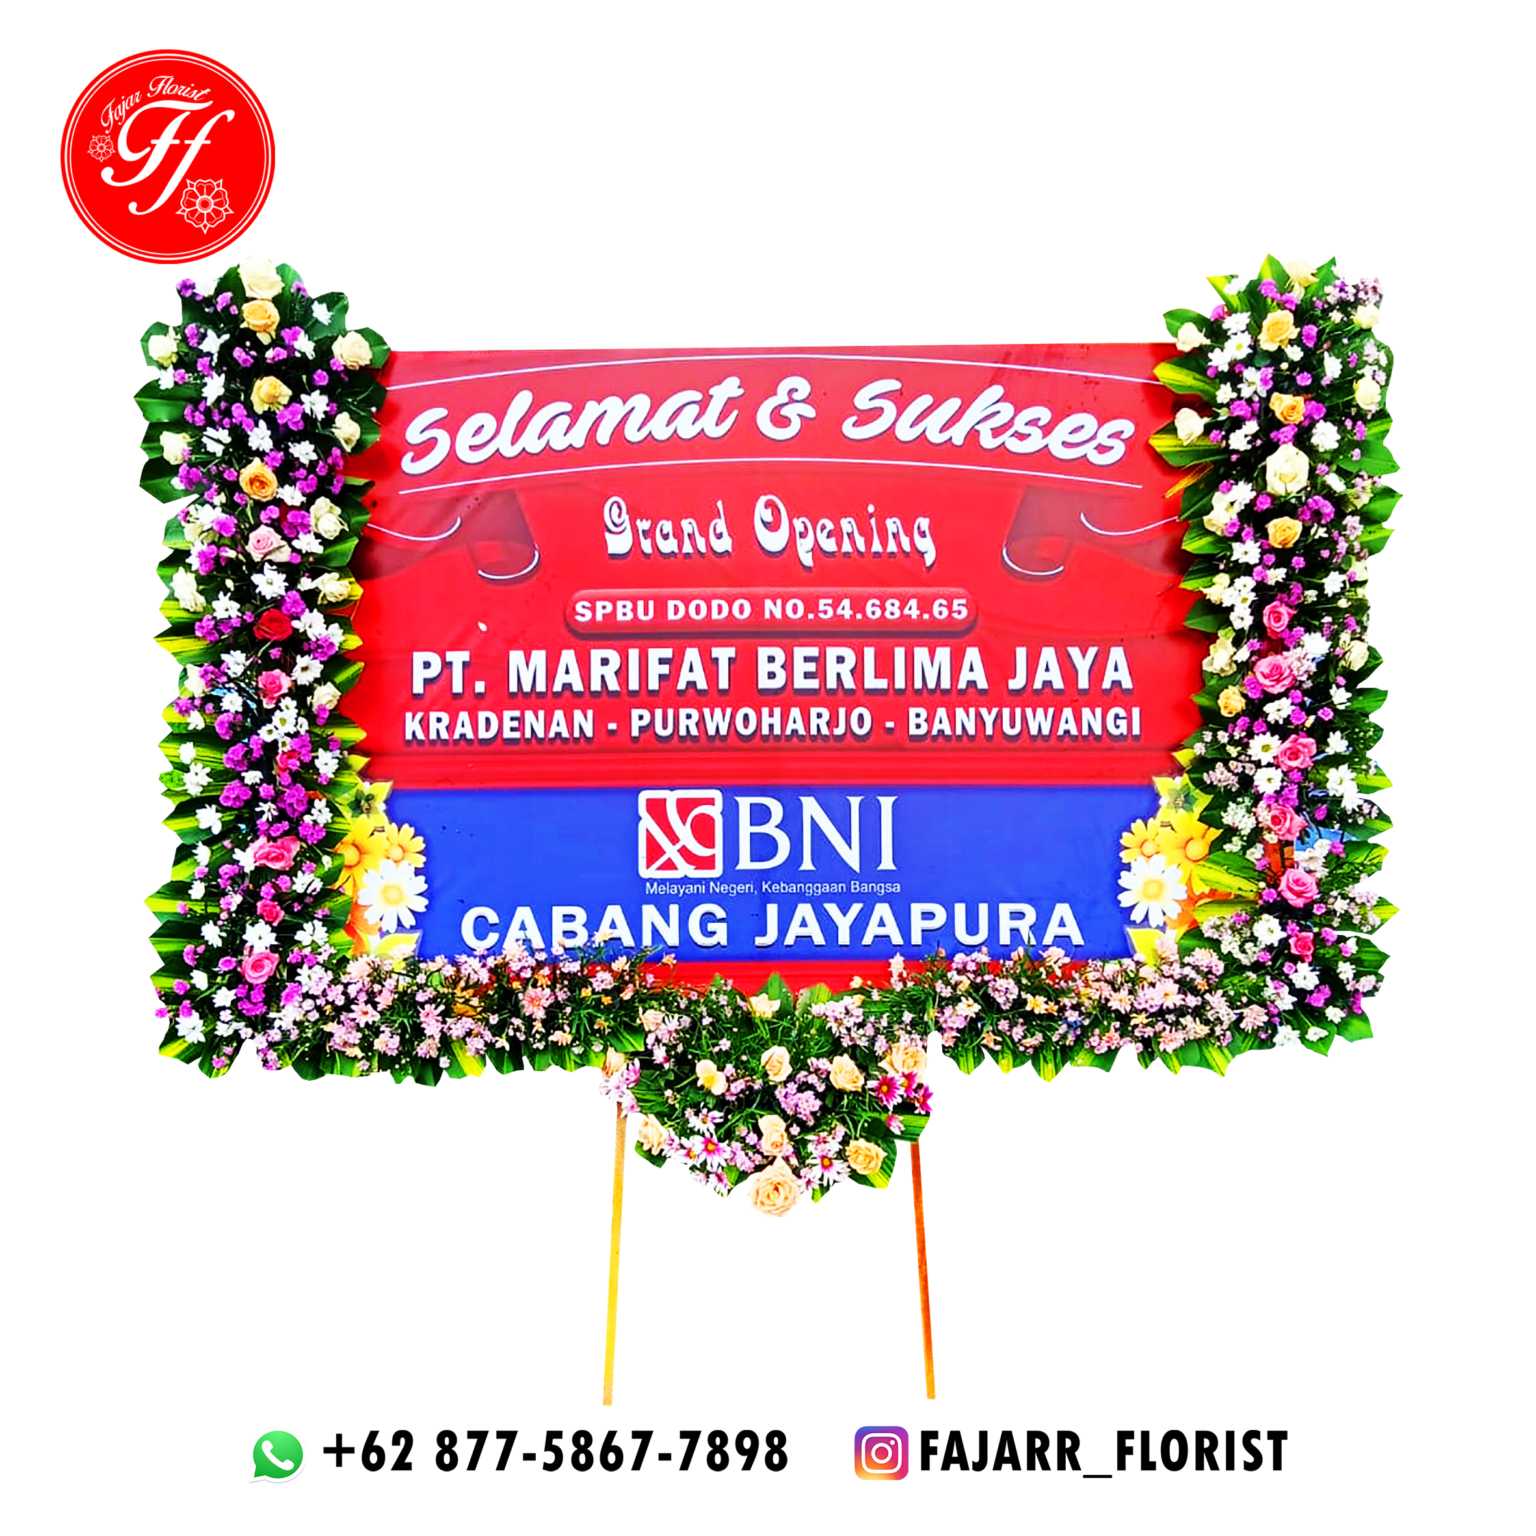 Fajar Florist
Ff
Selamat & Sukses
Grand Opening
SPBU DODO NO.54.684.65
PT. MARIFAT BERLIMA JAYA
KRADENAN - PURWOHARJO - BANYUWANGI
BNI
Melayani Negeri, Kebanggaan Bangsa
CABANG JAYAPURA
+62 877-5867-7898 FAJARR_FLORIST